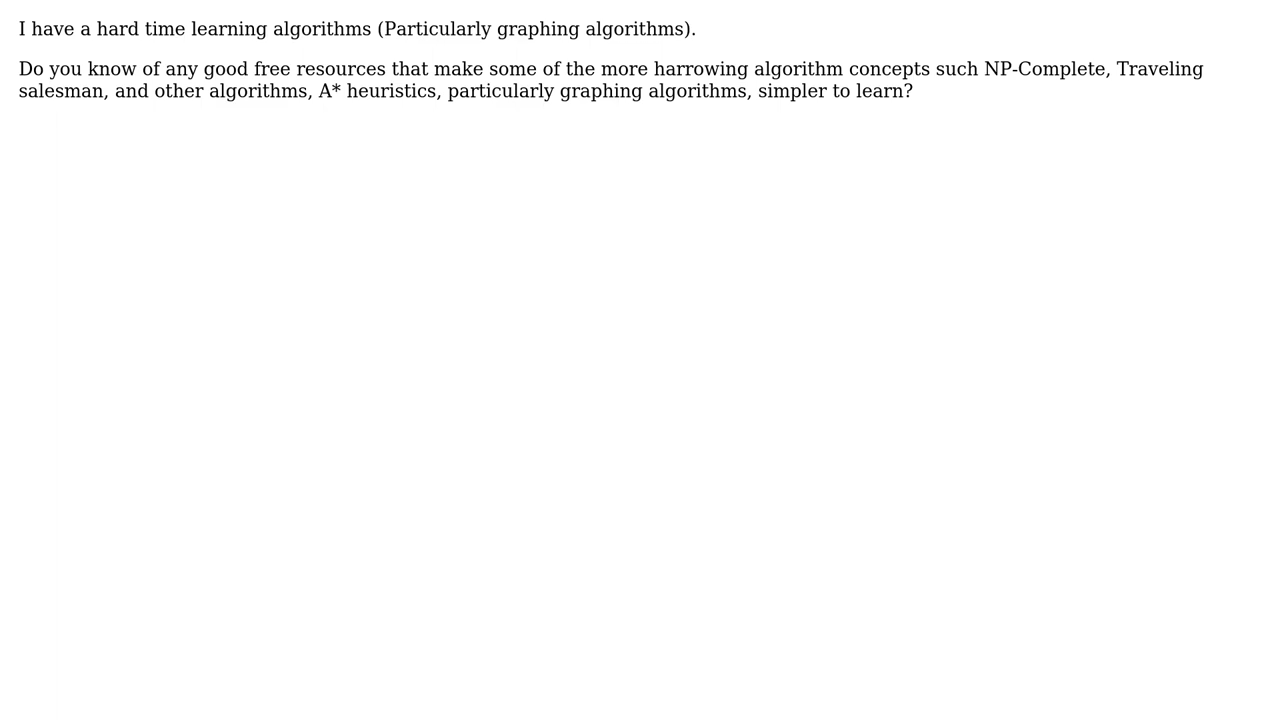 I have a hard time learning algorithms (Particularly graphing algorithms).
Do you know of any good free resources that make some of the more harrowing algorithm concepts such NP-Complete, Traveling
salesman, and other algorithms, A* heuristics, particularly graphing algorithms, simpler to learn?